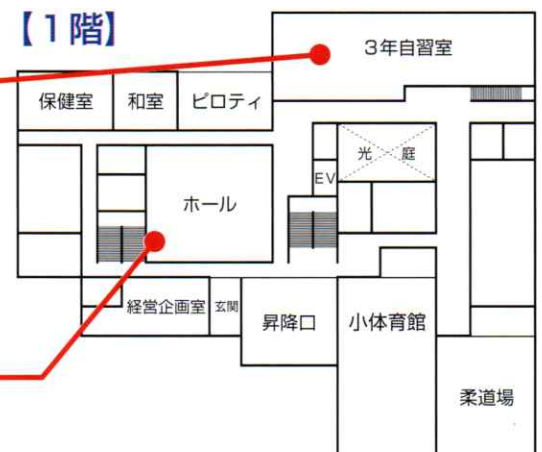 【1階】
3年自習室
保健室 和室 ピロティ
光庭
EV
ホール
経営企画室 玄関 昇降口 小体育館
柔道場